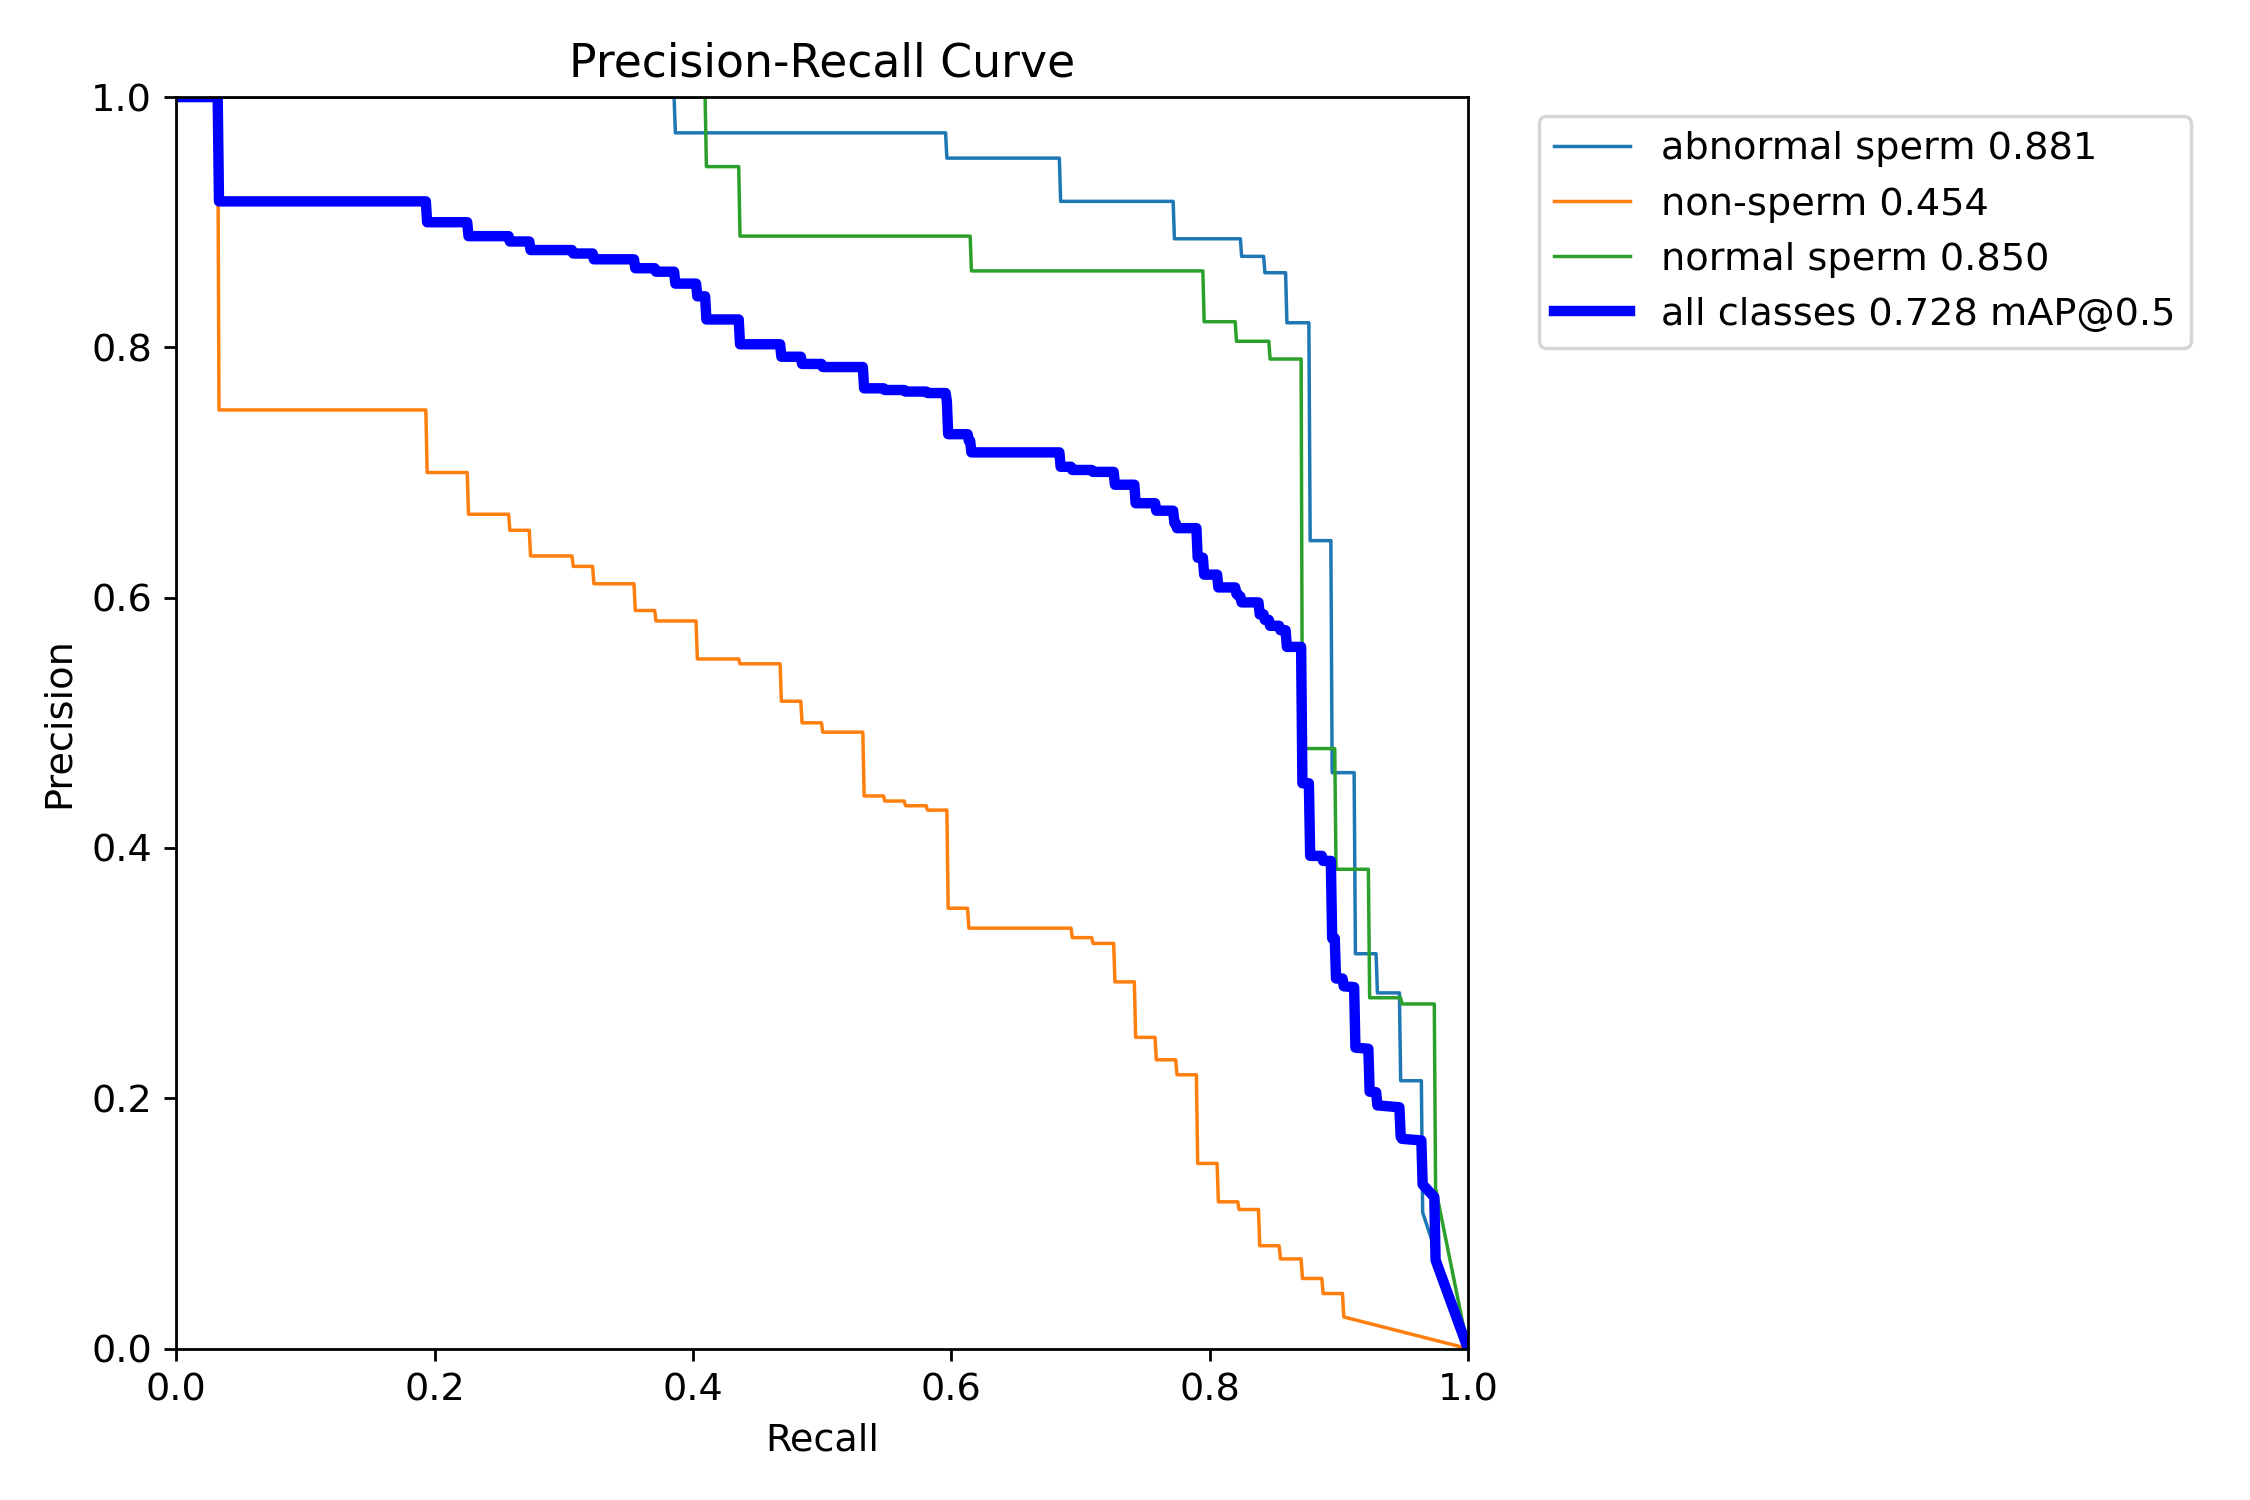 Precision-Recall Curve
1.0
0.8
0.6
0.4
0.2
0.0
Precision
0.0 0.2 0.4 0.6 0.8 1.0
Recall
abnormal sperm 0.881
non-sperm 0.454
normal sperm 0.850
all classes 0.728 mAP@0.5